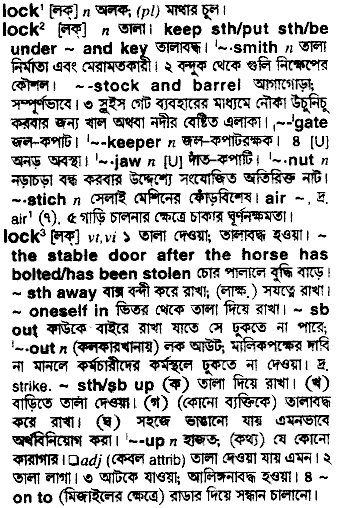 lock¹ [লক্] n অলক; (pl) মাথার চুল।
lock² [লক্] n তালা। keep sth/put sth/be
under ~ and key তালাবদ্ধ। '~·smith n তালা
নির্মাতা এবং মেরামতকারী। ২ বন্দুক থেকে গুলি নিক্ষেপের
কৌশল। ~stock and barrel আগাগোড়া;
সম্পূর্ণভাবে। ৩ সুইস গেট ব্যবহারের মাধ্যমে নৌকা উঁচুনিচু
করবার জন্য খাল অথবা নদীর বেষ্টিত এলাকা। '~-'gate
জল-কপাট। '~-keeper n জল-কপাটরক্ষক। ৪ [U]
অনড় অবস্থা। '~-jaw n [U] দাঁত-কপাটি। '~-nut n
নড়াচড়া বন্ধ করবার উদ্দেশ্যে সংযোজিত অতিরিক্ত নাট।
~-stich n সেলাই মেশিনের ফোঁড়বিশেষ। air ~, দ্র.
air¹ (৭), ৫ গাড়ি চালনার ক্ষেত্রে চাকার ঘূর্ণনক্ষমতা।
lock³ [লক্] vt,vi ১ তালা দেওয়া; তালাবদ্ধ হওয়া। ~
the stable door after the horse has
bolted/has been stolen চোর পালালে বুদ্ধি বাড়ে।
~ sth away বাক্স বন্দী করে রাখা; (লাক্ষ.) সযত্নে রাখা।
~ oneself in ভিতর থেকে তালা দিয়ে রাখা। ~ sb
out কাউকে বাইরে রাখা যাতে সে ঢুকতে না পারে;
'~-out n (কলকারখানায়) লক আউট; মালিকপক্ষের দাবি
না মানলে কর্মচারীদের কর্মস্থলে ঢুকতে না দেওয়া। দ্র.
strike. ~ sth/sb up (ক) তালা দিয়ে রাখা। (খ)
বাড়িতে তালা দেওয়া। (গ) (কোনো ব্যক্তিকে) তালাবদ্ধ
করে রাখা। (ঘ) সহজে ভাঙানো যায় এমনভাবে
অর্থবিনিয়োগ করা। '~-up n হাজত; (কথ্য) যে কোনো
কারাগার। □adj (কেবল attrib) তালা দেওয়া যায় এমন। ২
তালা লাগা। ৩ আটকে যাওয়া; আলিঙ্গনাবদ্ধ হওয়া। ৪ ~
on to (মিজাইলের ক্ষেত্রে) রাডার দিয়ে সন্ধান চালানো।